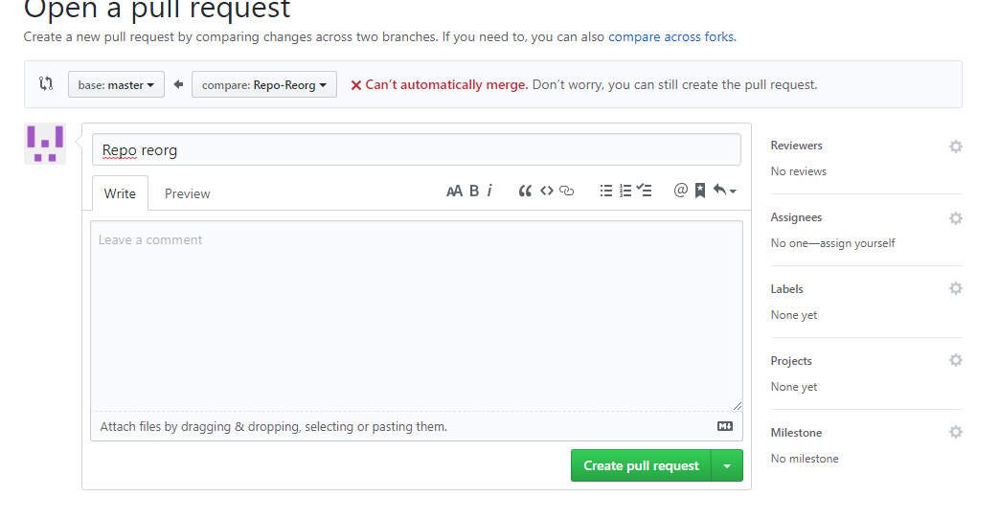 Open a pull request
Create a new pull request by comparing changes across two branches. If you need to, you can also compare across forks.
base: master compare: Repo-Reorg Can't automatically merge. Don't worry, you can still create the pull request.
Repo reorg
Write Preview AA B i @
Leave a comment
Attach files by dragging & dropping, selecting or pasting them.
Create pull request
Reviewers
No reviews
Assignees
No one—assign yourself
Labels
None yet
Projects
None yet
Milestone
No milestone